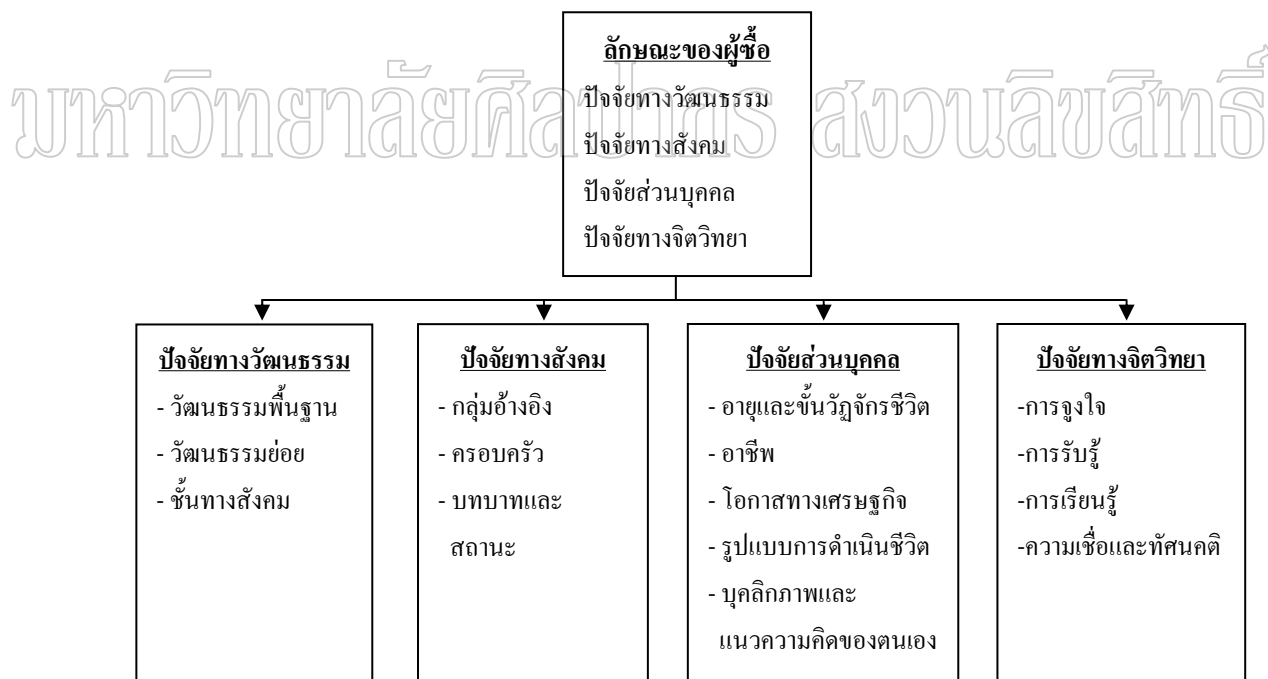 ลักษณะของผู้ซื้อ
ปัจจัยทางวัฒนธรรม
ปัจจัยทางสังคม
ปัจจัยส่วนบุคคล
ปัจจัยทางจิตวิทยา
มหาวิทยาลัยศิลปากร สงวนลิขสิทธิ์
ปัจจัยทางวัฒนธรรม
- วัฒนธรรมพื้นฐาน
- วัฒนธรรมย่อย
- ชั้นทางสังคม
ปัจจัยทางสังคม
- กลุ่มอ้างอิง
- ครอบครัว
- บทบาทและ
สถานะ
ปัจจัยส่วนบุคคล
- อายุและขั้นวัฏจักรชีวิต
- อาชีพ
- โอกาสทางเศรษฐกิจ
- รูปแบบการดำเนินชีวิต
- บุคลิกภาพและ
แนวความคิดของตนเอง
ปัจจัยทางจิตวิทยา
-การจูงใจ
-การรับรู้
-การเรียนรู้
-ความเชื่อและทัศนคติ